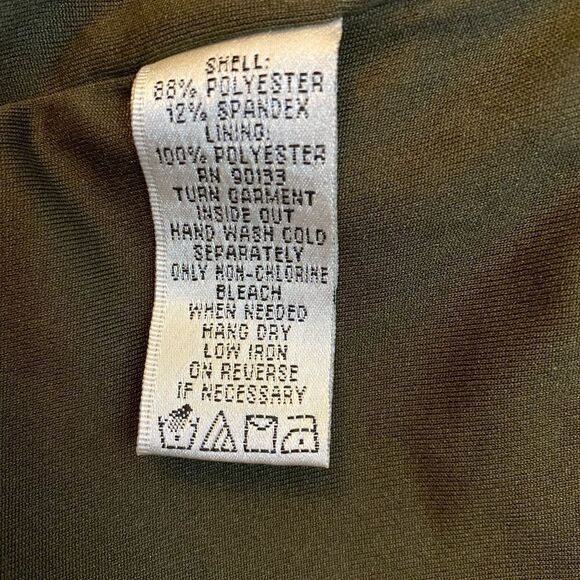 SHELL:
88% POLYESTER
12% SPANDEX
LINING:
100% POLYESTER
RN 90133
TURN GARMENT
INSIDE OUT
HAND WASH COLD
SEPARATELY
ONLY NON-CHLORINE
BLEACH
WHEN NEEDED
HANG DRY
LOW IRON
ON REVERSE
IF NECESSARY